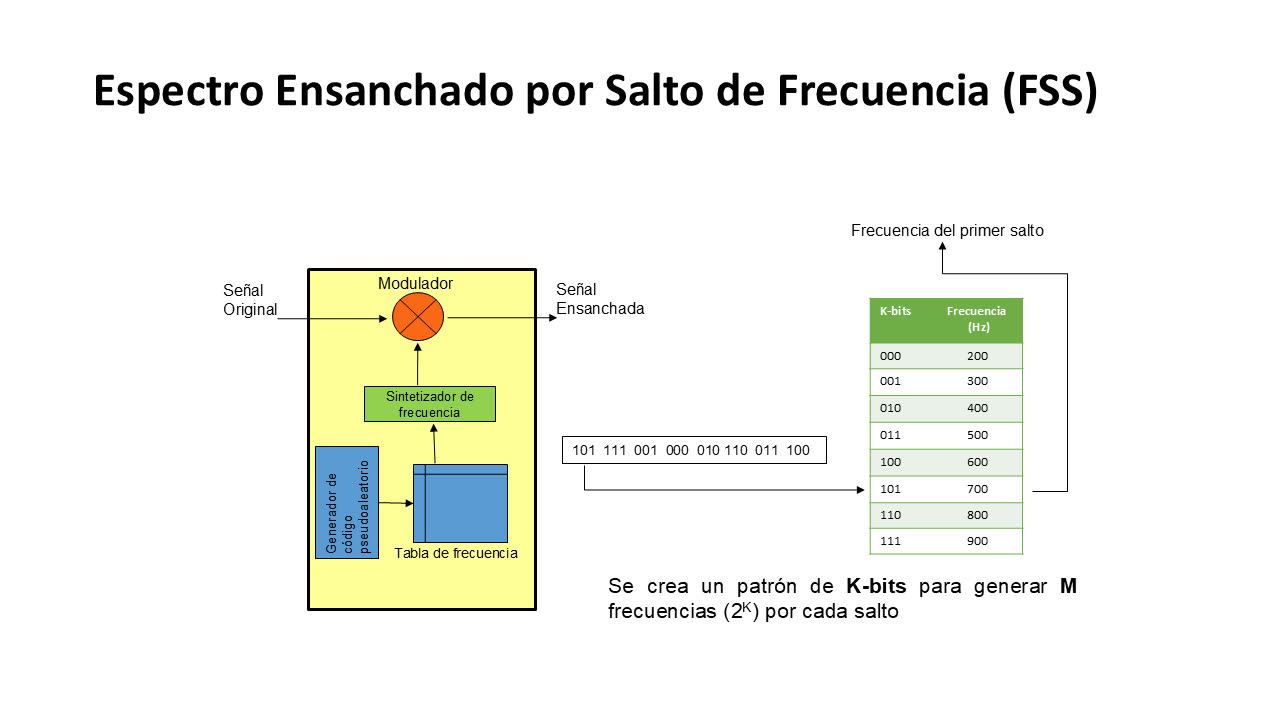 Espectro Ensanchado por Salto de Frecuencia (FSS)
Frecuencia del primer salto
Señal
Original
Modulador
Señal
Ensanchada
Sintetizador de
frecuencia
Generador de
código
pseudoaleatorio
Tabla de frecuencia
101 111 001 000 010 110 011 100
K-bits Frecuencia
(Hz)
000 200
001 300
010 400
011 500
100 600
101 700
110 800
111 900
Se crea un patrón de K-bits para generar M
frecuencias (2ᴷ) por cada salto